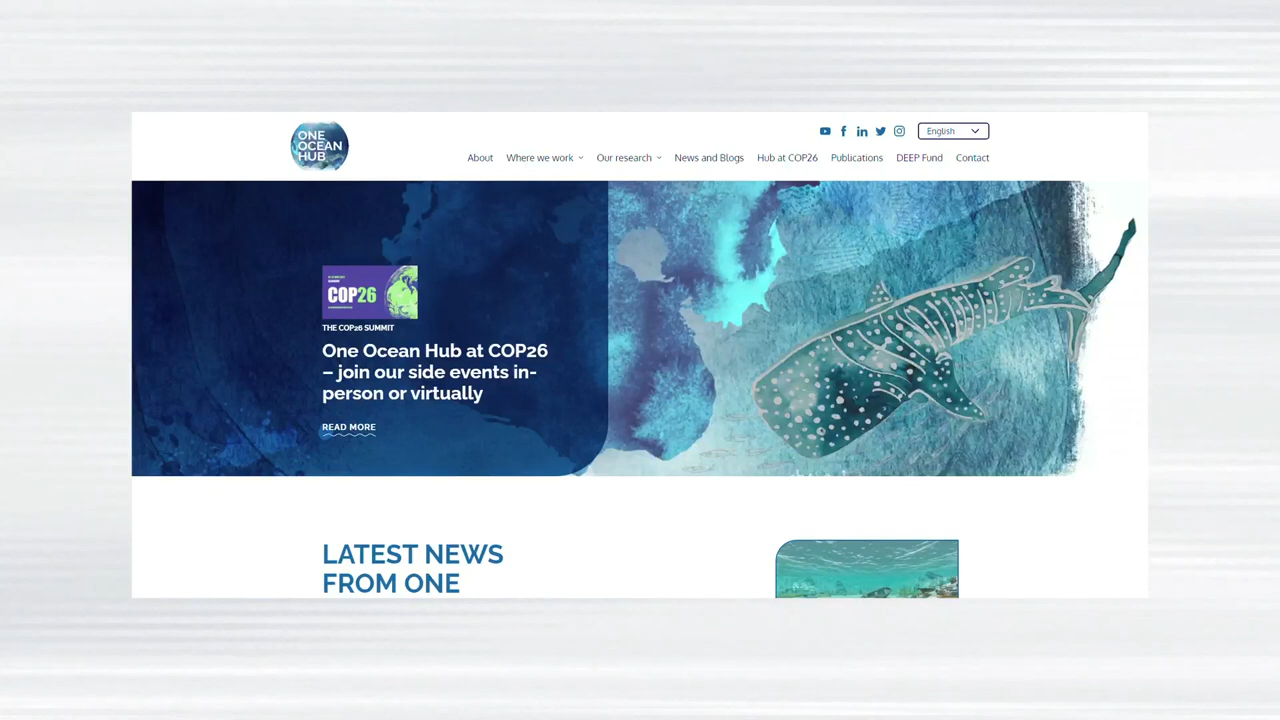 ONE
OCEAN
HUB
English
About
Where we work
Our research
News and Blogs
Hub at COP26
Publications
DEEP Fund
Contact
COP26
THE COP26 SUMMIT
One Ocean Hub at COP26
– join our side events in-
person or virtually
READ MORE
LATEST NEWS
FROM ONE